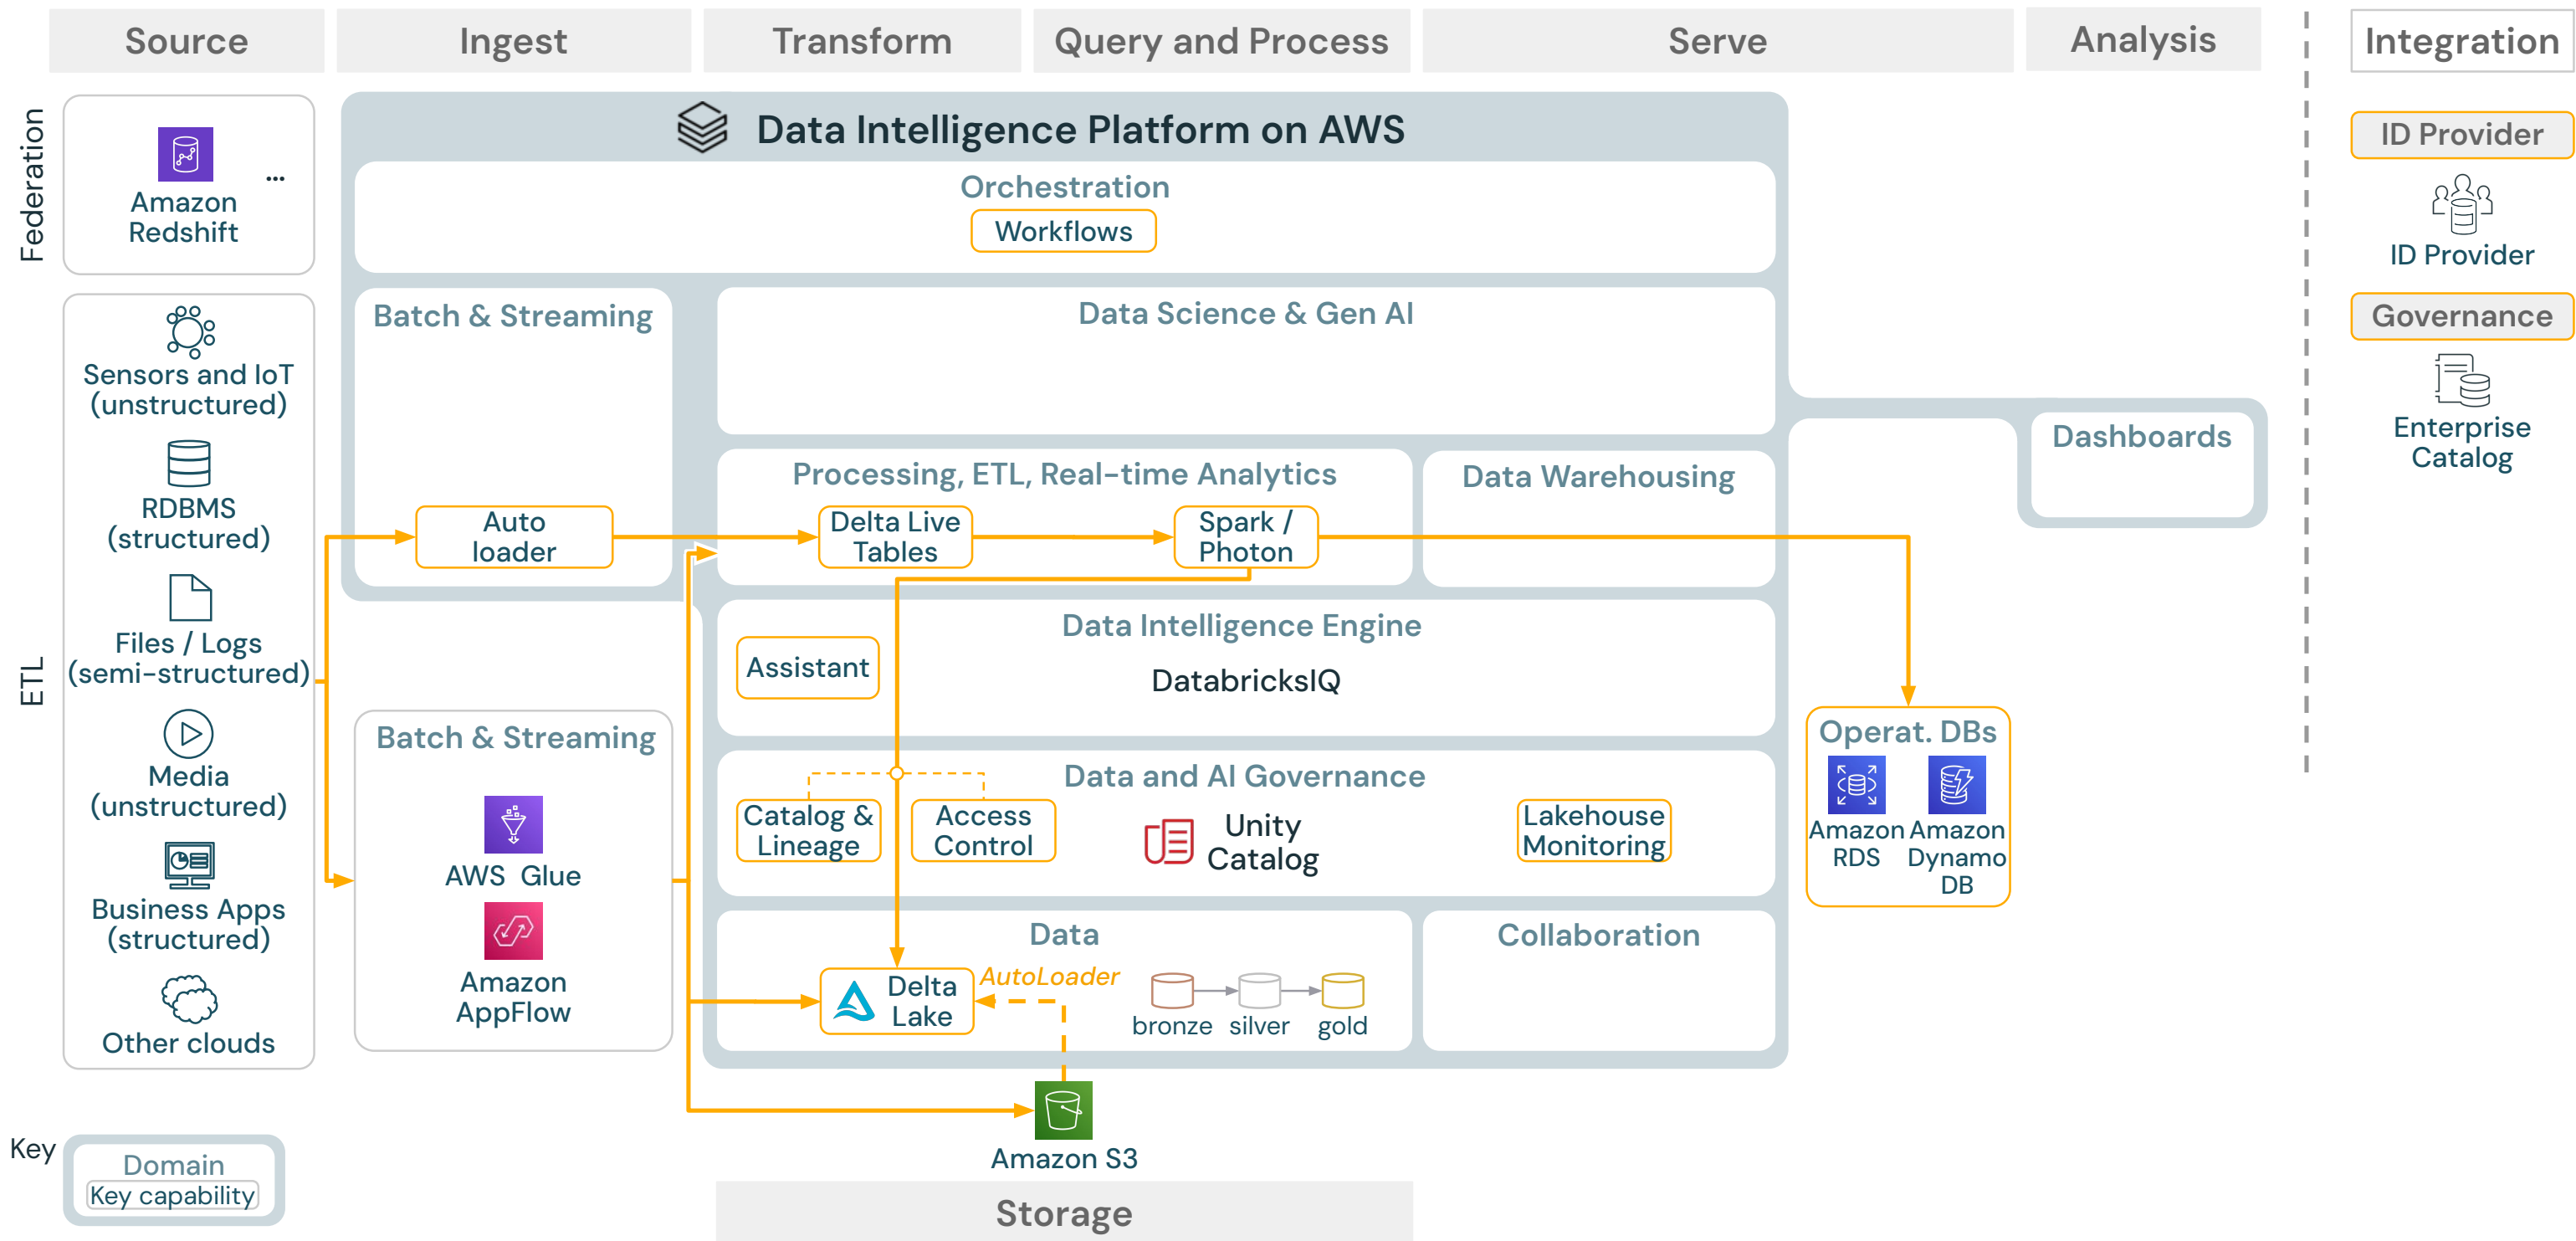 Source
Ingest
Transform
Query and Process
Serve
Analysis
Integration
Federation
Amazon
Redshift
...
ETL
Sensors and IoT
(unstructured)
RDBMS
(structured)
Files / Logs
(semi-structured)
Media
(unstructured)
Business Apps
(structured)
Other clouds
Data Intelligence Platform on AWS
Orchestration
Workflows
Batch & Streaming
Auto
loader
Data Science & Gen AI
Processing, ETL, Real-time Analytics
Delta Live
Tables
Spark /
Photon
Data Warehousing
Dashboards
Data Intelligence Engine
Assistant
DatabricksIQ
Batch & Streaming
AWS Glue
Amazon
AppFlow
Data and AI Governance
Catalog &
Lineage
Access
Control
Unity
Catalog
Lakehouse
Monitoring
Operat. DBs
Amazon
RDS
Amazon
Dynamo
DB
Data
Delta
Lake
AutoLoader
bronze
silver
gold
Collaboration
Amazon S3
Storage
ID Provider
ID Provider
Governance
Enterprise
Catalog
Key
Domain
Key capability